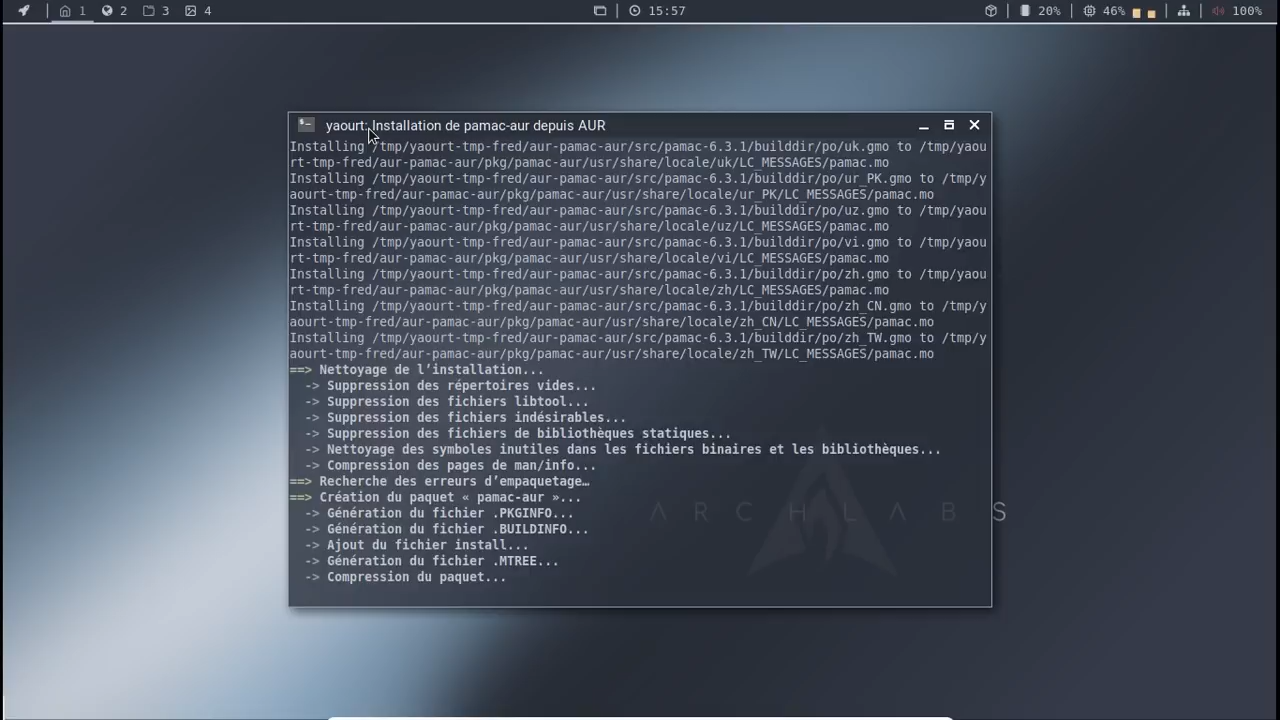 1 2 3 4 15:57 20% 46% 100%
yaourt: Installation de pamac-aur depuis AUR
Installing /tmp/yaourt-tmp-fred/aur-pamac-aur/src/pamac-6.3.1/builddir/po/uk.gmo to /tmp/yaou
rt-tmp-fred/aur-pamac-aur/pkg/pamac-aur/usr/share/locale/uk/LC_MESSAGES/pamac.mo
Installing /tmp/yaourt-tmp-fred/aur-pamac-aur/src/pamac-6.3.1/builddir/po/ur_PK.gmo to /tmp/y
aourt-tmp-fred/aur-pamac-aur/pkg/pamac-aur/usr/share/locale/ur_PK/LC_MESSAGES/pamac.mo
Installing /tmp/yaourt-tmp-fred/aur-pamac-aur/src/pamac-6.3.1/builddir/po/uz.gmo to /tmp/yaou
rt-tmp-fred/aur-pamac-aur/pkg/pamac-aur/usr/share/locale/uz/LC_MESSAGES/pamac.mo
Installing /tmp/yaourt-tmp-fred/aur-pamac-aur/src/pamac-6.3.1/builddir/po/vi.gmo to /tmp/yaou
rt-tmp-fred/aur-pamac-aur/pkg/pamac-aur/usr/share/locale/vi/LC_MESSAGES/pamac.mo
Installing /tmp/yaourt-tmp-fred/aur-pamac-aur/src/pamac-6.3.1/builddir/po/zh.gmo to /tmp/yaou
rt-tmp-fred/aur-pamac-aur/pkg/pamac-aur/usr/share/locale/zh/LC_MESSAGES/pamac.mo
Installing /tmp/yaourt-tmp-fred/aur-pamac-aur/src/pamac-6.3.1/builddir/po/zh_CN.gmo to /tmp/y
aourt-tmp-fred/aur-pamac-aur/pkg/pamac-aur/usr/share/locale/zh_CN/LC_MESSAGES/pamac.mo
Installing /tmp/yaourt-tmp-fred/aur-pamac-aur/src/pamac-6.3.1/builddir/po/zh_TW.gmo to /tmp/y
aourt-tmp-fred/aur-pamac-aur/pkg/pamac-aur/usr/share/locale/zh_TW/LC_MESSAGES/pamac.mo
==> Nettoyage de l’installation...
-> Suppression des répertoires vides...
-> Suppression des fichiers libtool...
-> Suppression des fichiers indésirables...
-> Suppression des fichiers de bibliothèques statiques...
-> Nettoyage des symboles inutiles dans les fichiers binaires et les bibliothèques...
-> Compression des pages de man/info...
==> Recherche des erreurs d’empaquetage…
==> Création du paquet « pamac-aur »...
-> Génération du fichier .PKGINFO...
-> Génération du fichier .BUILDINFO...
-> Ajout du fichier install...
-> Génération du fichier .MTREE...
-> Compression du paquet...
ARCHLABS